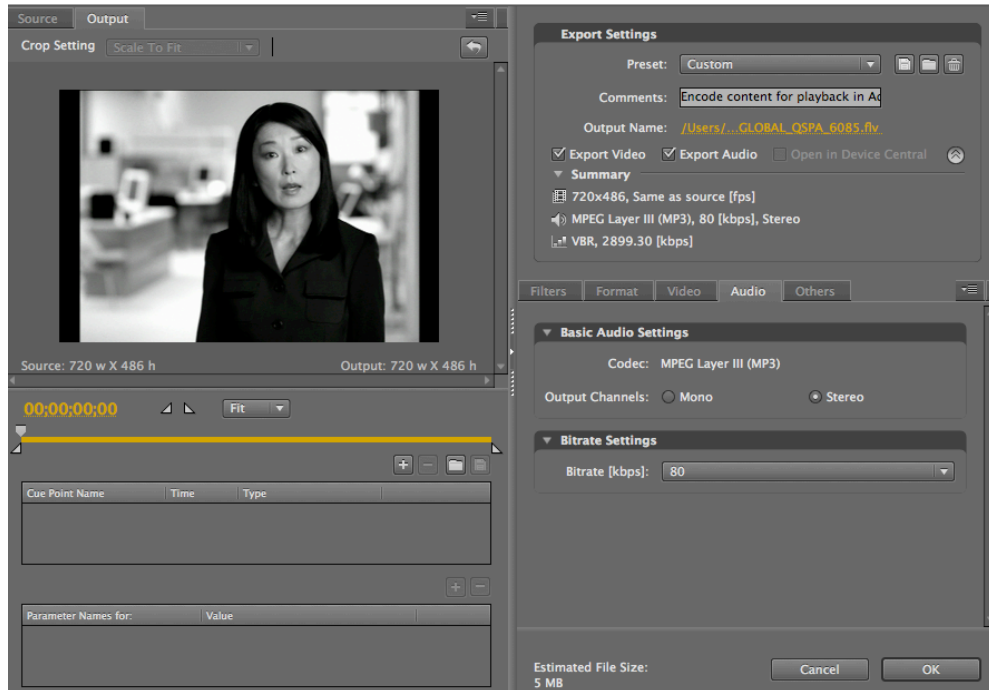 Source Output
Crop Setting Scale To Fit
Source: 720 w X 486 h Output: 720 w X 486 h
00;00;00;00 Fit
Cue Point Name Time Type
Parameter Names for: Value
Export Settings
Preset: Custom
Comments: Encode content for playback in Ad
Output Name: /Users/...GLOBAL_QSPA_6085.flv
Export Video Export Audio Open in Device Central
Summary
720x486, Same as source [fps]
MPEG Layer III (MP3), 80 [kbps], Stereo
VBR, 2899.30 [kbps]
Filters Format Video Audio Others
Basic Audio Settings
Codec: MPEG Layer III (MP3)
Output Channels: Mono Stereo
Bitrate Settings
Bitrate [kbps]: 80
Estimated File Size:
5 MB
Cancel OK